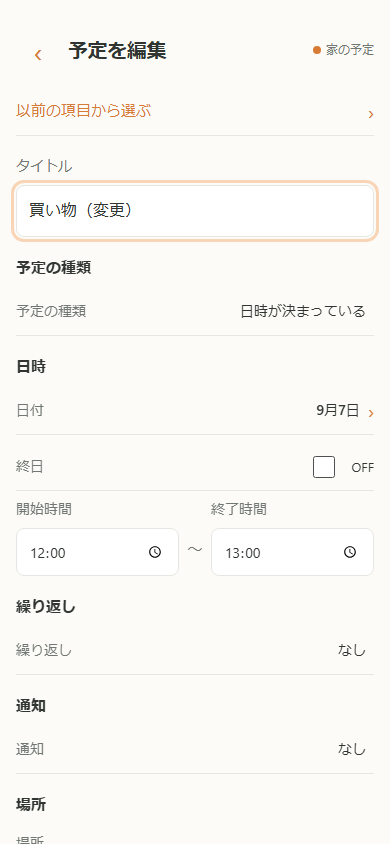 予定を編集
家の予定
以前の項目から選ぶ
タイトル
買い物（変更）
予定の種類
予定の種類 日時が決まっている
日時
日付 9月7日
終日 OFF
開始時間 終了時間
12:00 〜 13:00
繰り返し
繰り返し なし
通知
通知 なし
場所
場所